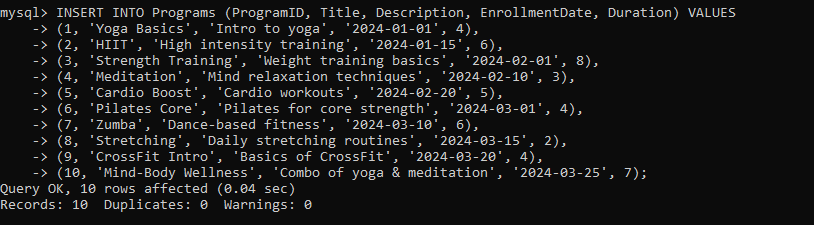 mysql> INSERT INTO Programs (ProgramID, Title, Description, EnrollmentDate, Duration) VALUES
    -> (1, 'Yoga Basics', 'Intro to yoga', '2024-01-01', 4),
    -> (2, 'HIIT', 'High intensity training', '2024-01-15', 6),
    -> (3, 'Strength Training', 'Weight training basics', '2024-02-01', 8),
    -> (4, 'Meditation', 'Mind relaxation techniques', '2024-02-10', 3),
    -> (5, 'Cardio Boost', 'Cardio workouts', '2024-02-20', 5),
    -> (6, 'Pilates Core', 'Pilates for core strength', '2024-03-01', 4),
    -> (7, 'Zumba', 'Dance-based fitness', '2024-03-10', 6),
    -> (8, 'Stretching', 'Daily stretching routines', '2024-03-15', 2),
    -> (9, 'CrossFit Intro', 'Basics of CrossFit', '2024-03-20', 4),
    -> (10, 'Mind-Body Wellness', 'Combo of yoga & meditation', '2024-03-25', 7);
Query OK, 10 rows affected (0.04 sec)
Records: 10  Duplicates: 0  Warnings: 0